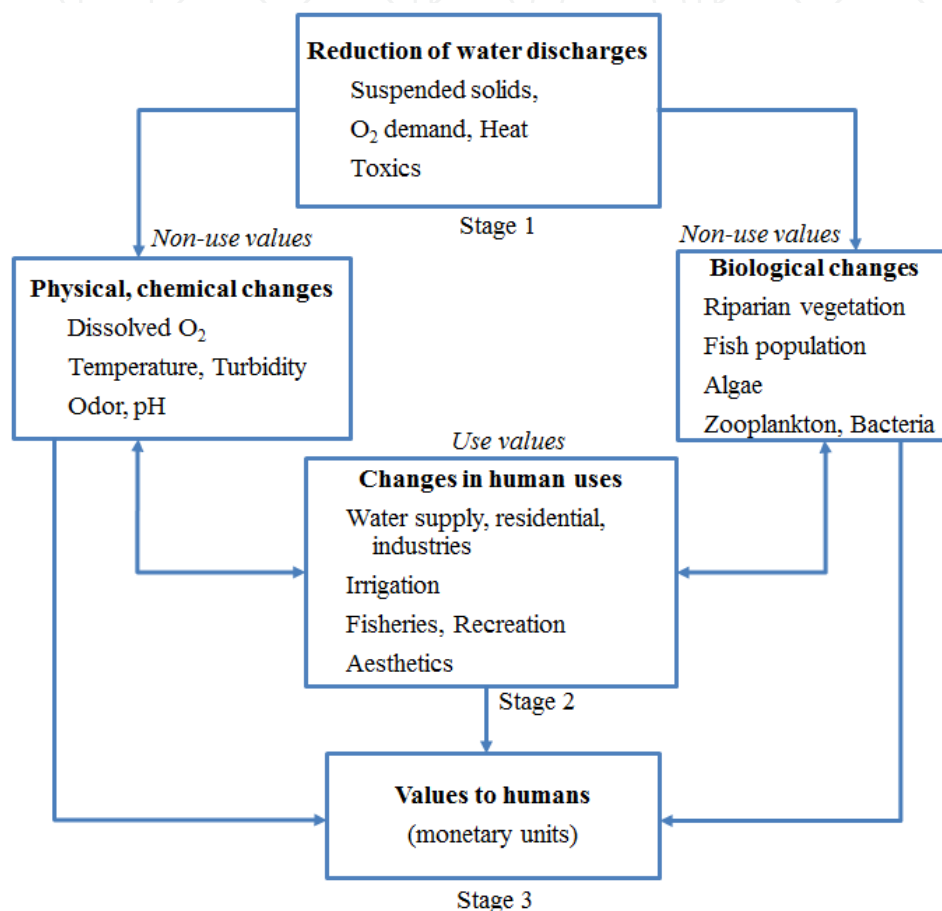 Reduction of water discharges
Suspended solids,
O₂ demand, Heat
Toxics
Stage 1
Non-use values
Physical, chemical changes
Dissolved O₂
Temperature, Turbidity
Odor, pH
Non-use values
Biological changes
Riparian vegetation
Fish population
Algae
Zooplankton, Bacteria
Use values
Changes in human uses
Water supply, residential,
industries
Irrigation
Fisheries, Recreation
Aesthetics
Stage 2
Values to humans
(monetary units)
Stage 3